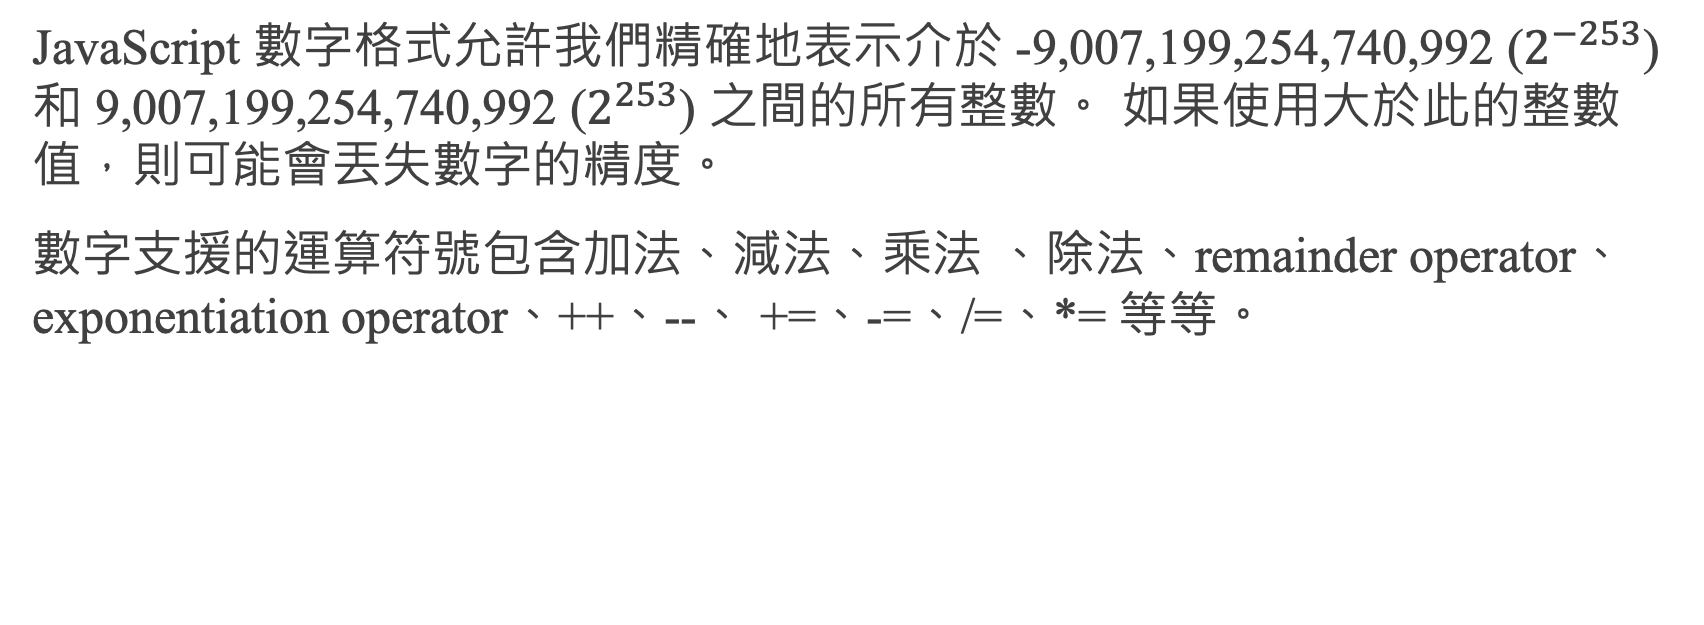 JavaScript 數字格式允許我們精確地表示介於 -9,007,199,254,740,992 (2⁻²⁵³)
和 9,007,199,254,740,992 (2²⁵³) 之間的所有整數。 如果使用大於此的整數
值，則可能會丟失數字的精度。
數字支援的運算符號包含加法、減法、乘法 、除法、remainder operator、
exponentiation operator、++、--、 +=、-=、/=、*= 等等。